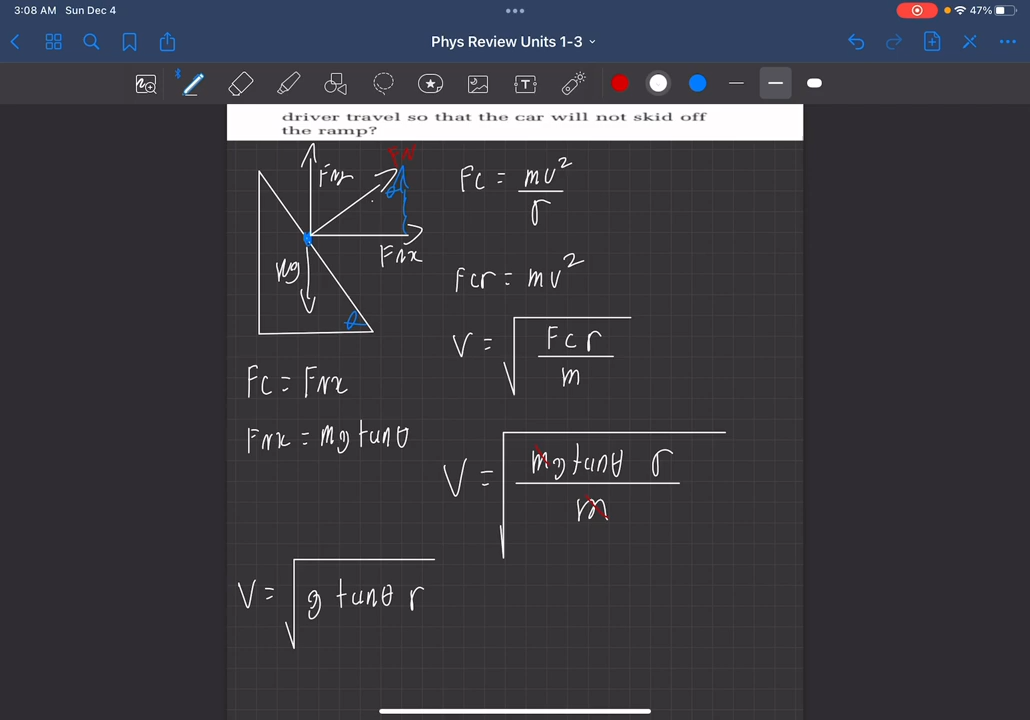 3:08 AM Sun Dec 4
47%
Phys Review Units 1-3
driver travel so that the car will not skid off
the ramp?
FN
Fny
Fnx
mg
θ
θ
Fc = mv²/r
Fcr = mv²
V = √(Fc r/m)
Fc = Fnx
Fnx = mg tanθ
V = √(mg tanθ r/m)
V = √(g tanθ r)